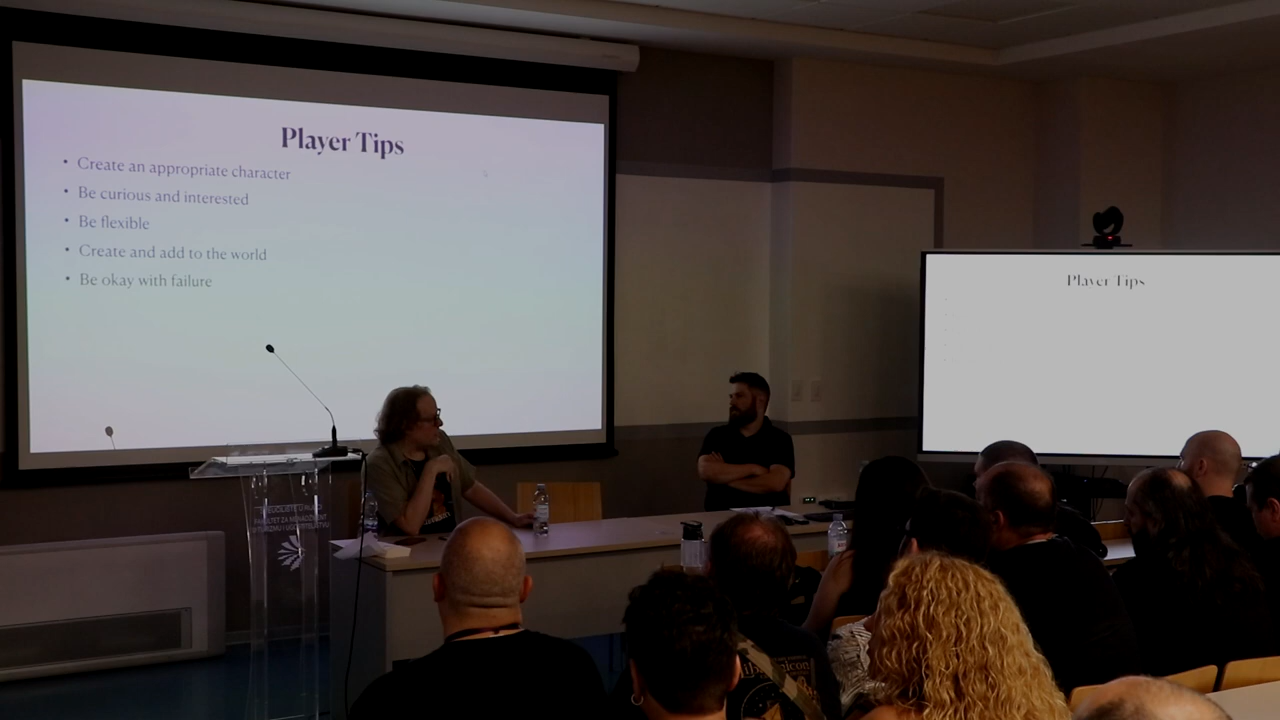 Player Tips
• Create an appropriate character
• Be curious and interested
• Be flexible
• Create and add to the world
• Be okay with failure
Player Tips